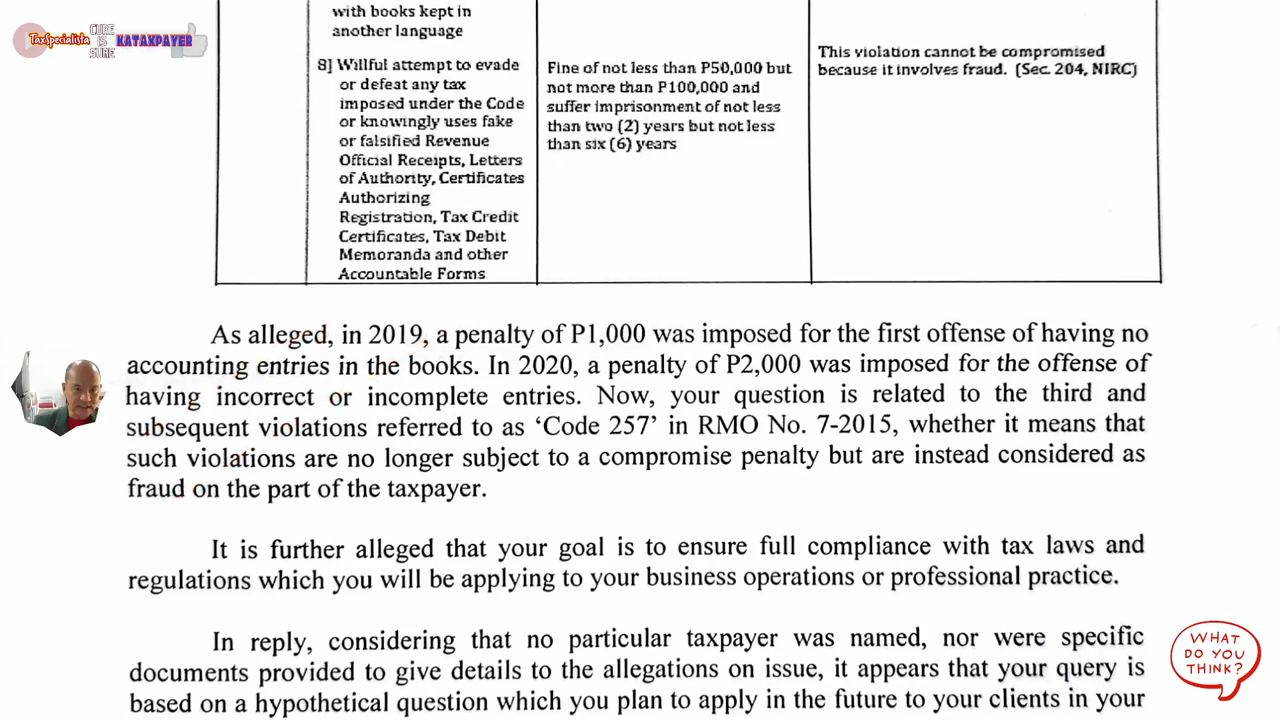 TaxSpecialista
CUBE
IS
SURE
KATAXPAYER
with books kept in
another language
8] Willful attempt to evade
or defeat any tax
imposed under the Code
or knowingly uses fake
or falsified Revenue
Official Receipts, Letters
of Authority, Certificates
Authorizing
Registration, Tax Credit
Certificates, Tax Debit
Memoranda and other
Accountable Forms
Fine of not less than P50,000 but
not more than P100,000 and
suffer imprisonment of not less
than two (2) years but not less
than six (6) years
This violation cannot be compromised
because it involves fraud. (Sec. 204, NIRC)
As alleged, in 2019, a penalty of P1,000 was imposed for the first offense of having no
accounting entries in the books. In 2020, a penalty of P2,000 was imposed for the offense of
having incorrect or incomplete entries. Now, your question is related to the third and
subsequent violations referred to as ‘Code 257’ in RMO No. 7-2015, whether it means that
such violations are no longer subject to a compromise penalty but are instead considered as
fraud on the part of the taxpayer.
It is further alleged that your goal is to ensure full compliance with tax laws and
regulations which you will be applying to your business operations or professional practice.
In reply, considering that no particular taxpayer was named, nor were specific
documents provided to give details to the allegations on issue, it appears that your query is
based on a hypothetical question which you plan to apply in the future to your clients in your
WHAT
DO YOU
THINK?